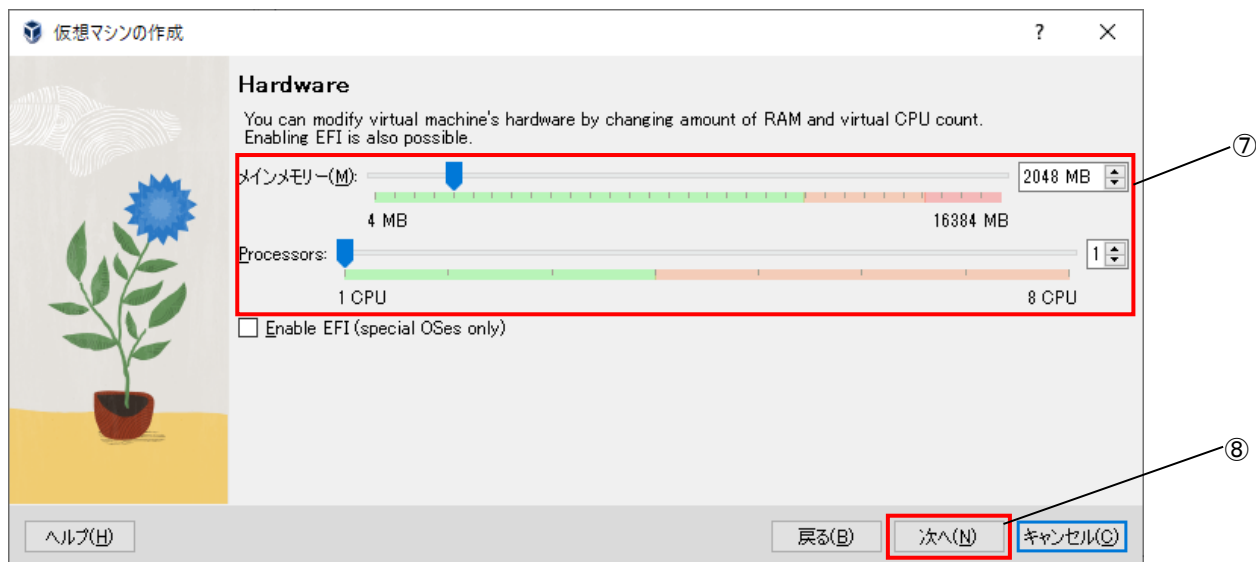 仮想マシンの作成
?
Hardware
You can modify virtual machine's hardware by changing amount of RAM and virtual CPU count.
Enabling EFI is also possible.
⑦
メインメモリー(M): 2048 MB
4 MB 16384 MB
Processors: 1
1 CPU 8 CPU
Enable EFI (special OSes only)
⑧
ヘルプ(H) 戻る(B) 次へ(N) キャンセル(C)